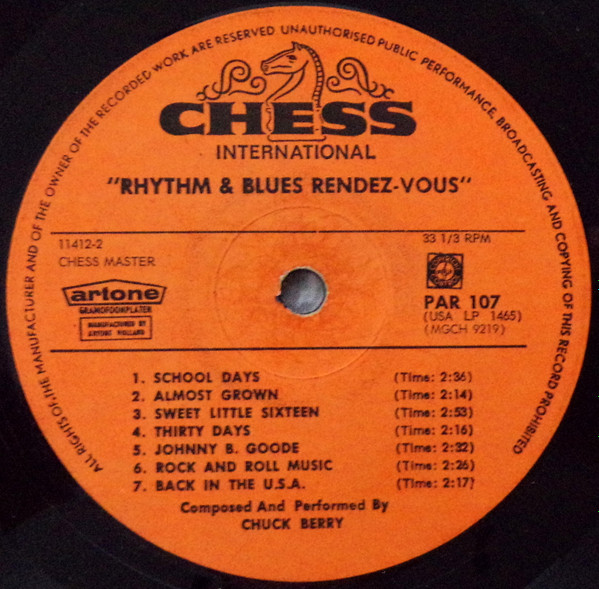 ALL RIGHTS OF THE MANUFACTURER AND OF THE OWNER OF THE RECORDED WORK ARE RESERVED UNAUTHORISED PUBLIC PERFORMANCE, BROADCASTING AND COPYING OF THIS RECORD PROHIBITED
CHESS
INTERNATIONAL
"RHYTHM & BLUES RENDEZ-VOUS"
11412-2 33 1/3 RPM
CHESS MASTER
artone
GRAMOFOONPLATEN
MANUFACTURED BY
ARTONE HOLLAND
PAR 107
(USA LP 1465)
(MGCH 9219)
1. SCHOOL DAYS (Time: 2:36)
2. ALMOST GROWN (Time: 2:14)
3. SWEET LITTLE SIXTEEN (Time: 2:53)
4. THIRTY DAYS (Time: 2:16)
5. JOHNNY B. GOODE (Time: 2:32)
6. ROCK AND ROLL MUSIC (Time: 2:26)
7. BACK IN THE U.S.A. (Time: 2:17)
Composed And Performed By
CHUCK BERRY